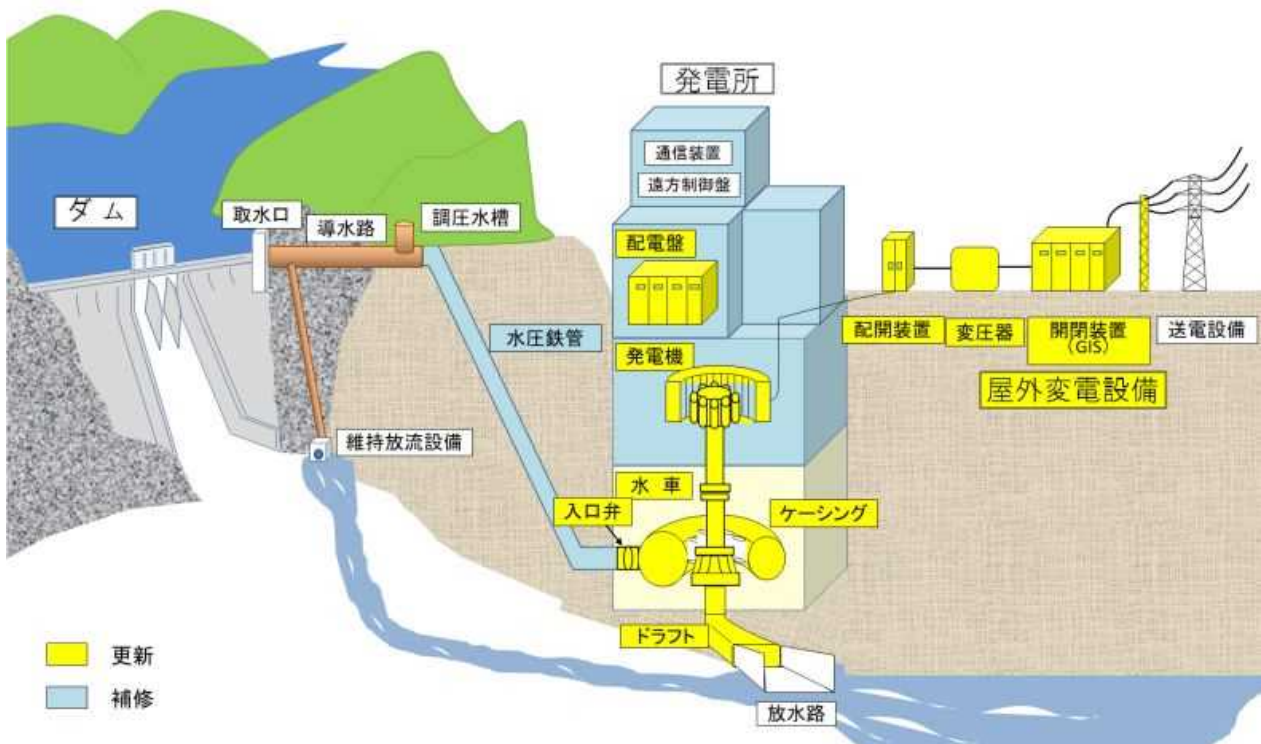 発電所
通信装置
遠方制御盤
ダム
取水口
導水路
調圧水槽
配電盤
水圧鉄管
発電機
配開装置
変圧器
開閉装置
(GIS)
送電設備
屋外変電設備
維持放流設備
水車
入口弁
ケーシング
ドラフト
更新
補修
放水路